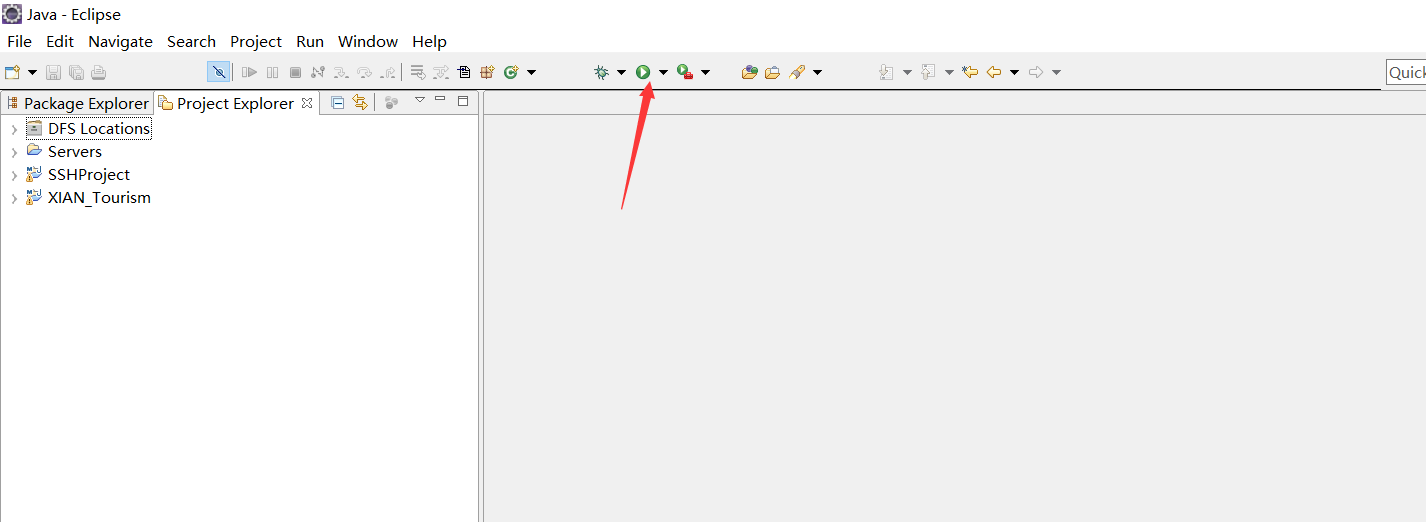 Java - Eclipse
File Edit Navigate Search Project Run Window Help
Quick
Package Explorer Project Explorer
DFS Locations
Servers
SSHProject
XIAN_Tourism